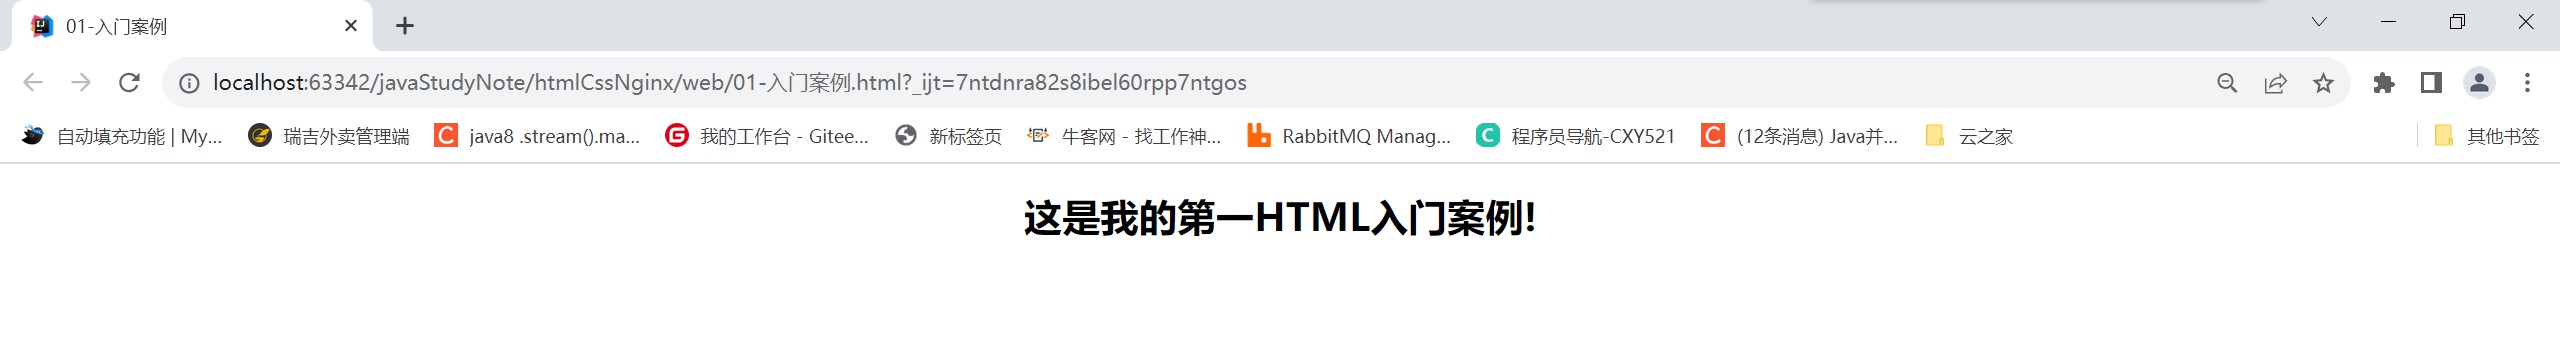 01-入门案例
localhost:63342/javaStudyNote/htmlCssNginx/web/01-入门案例.html?_ijt=7ntdnra82s8ibel60rpp7ntgos
自动填充功能 | My... 瑞吉外卖管理端 java8 .stream().ma... 我的工作台 - Gitee... 新标签页 牛客网 - 找工作神... RabbitMQ Manag... 程序员导航-CXY521 (12条消息) Java并... 云之家 其他书签
这是我的第一HTML入门案例!